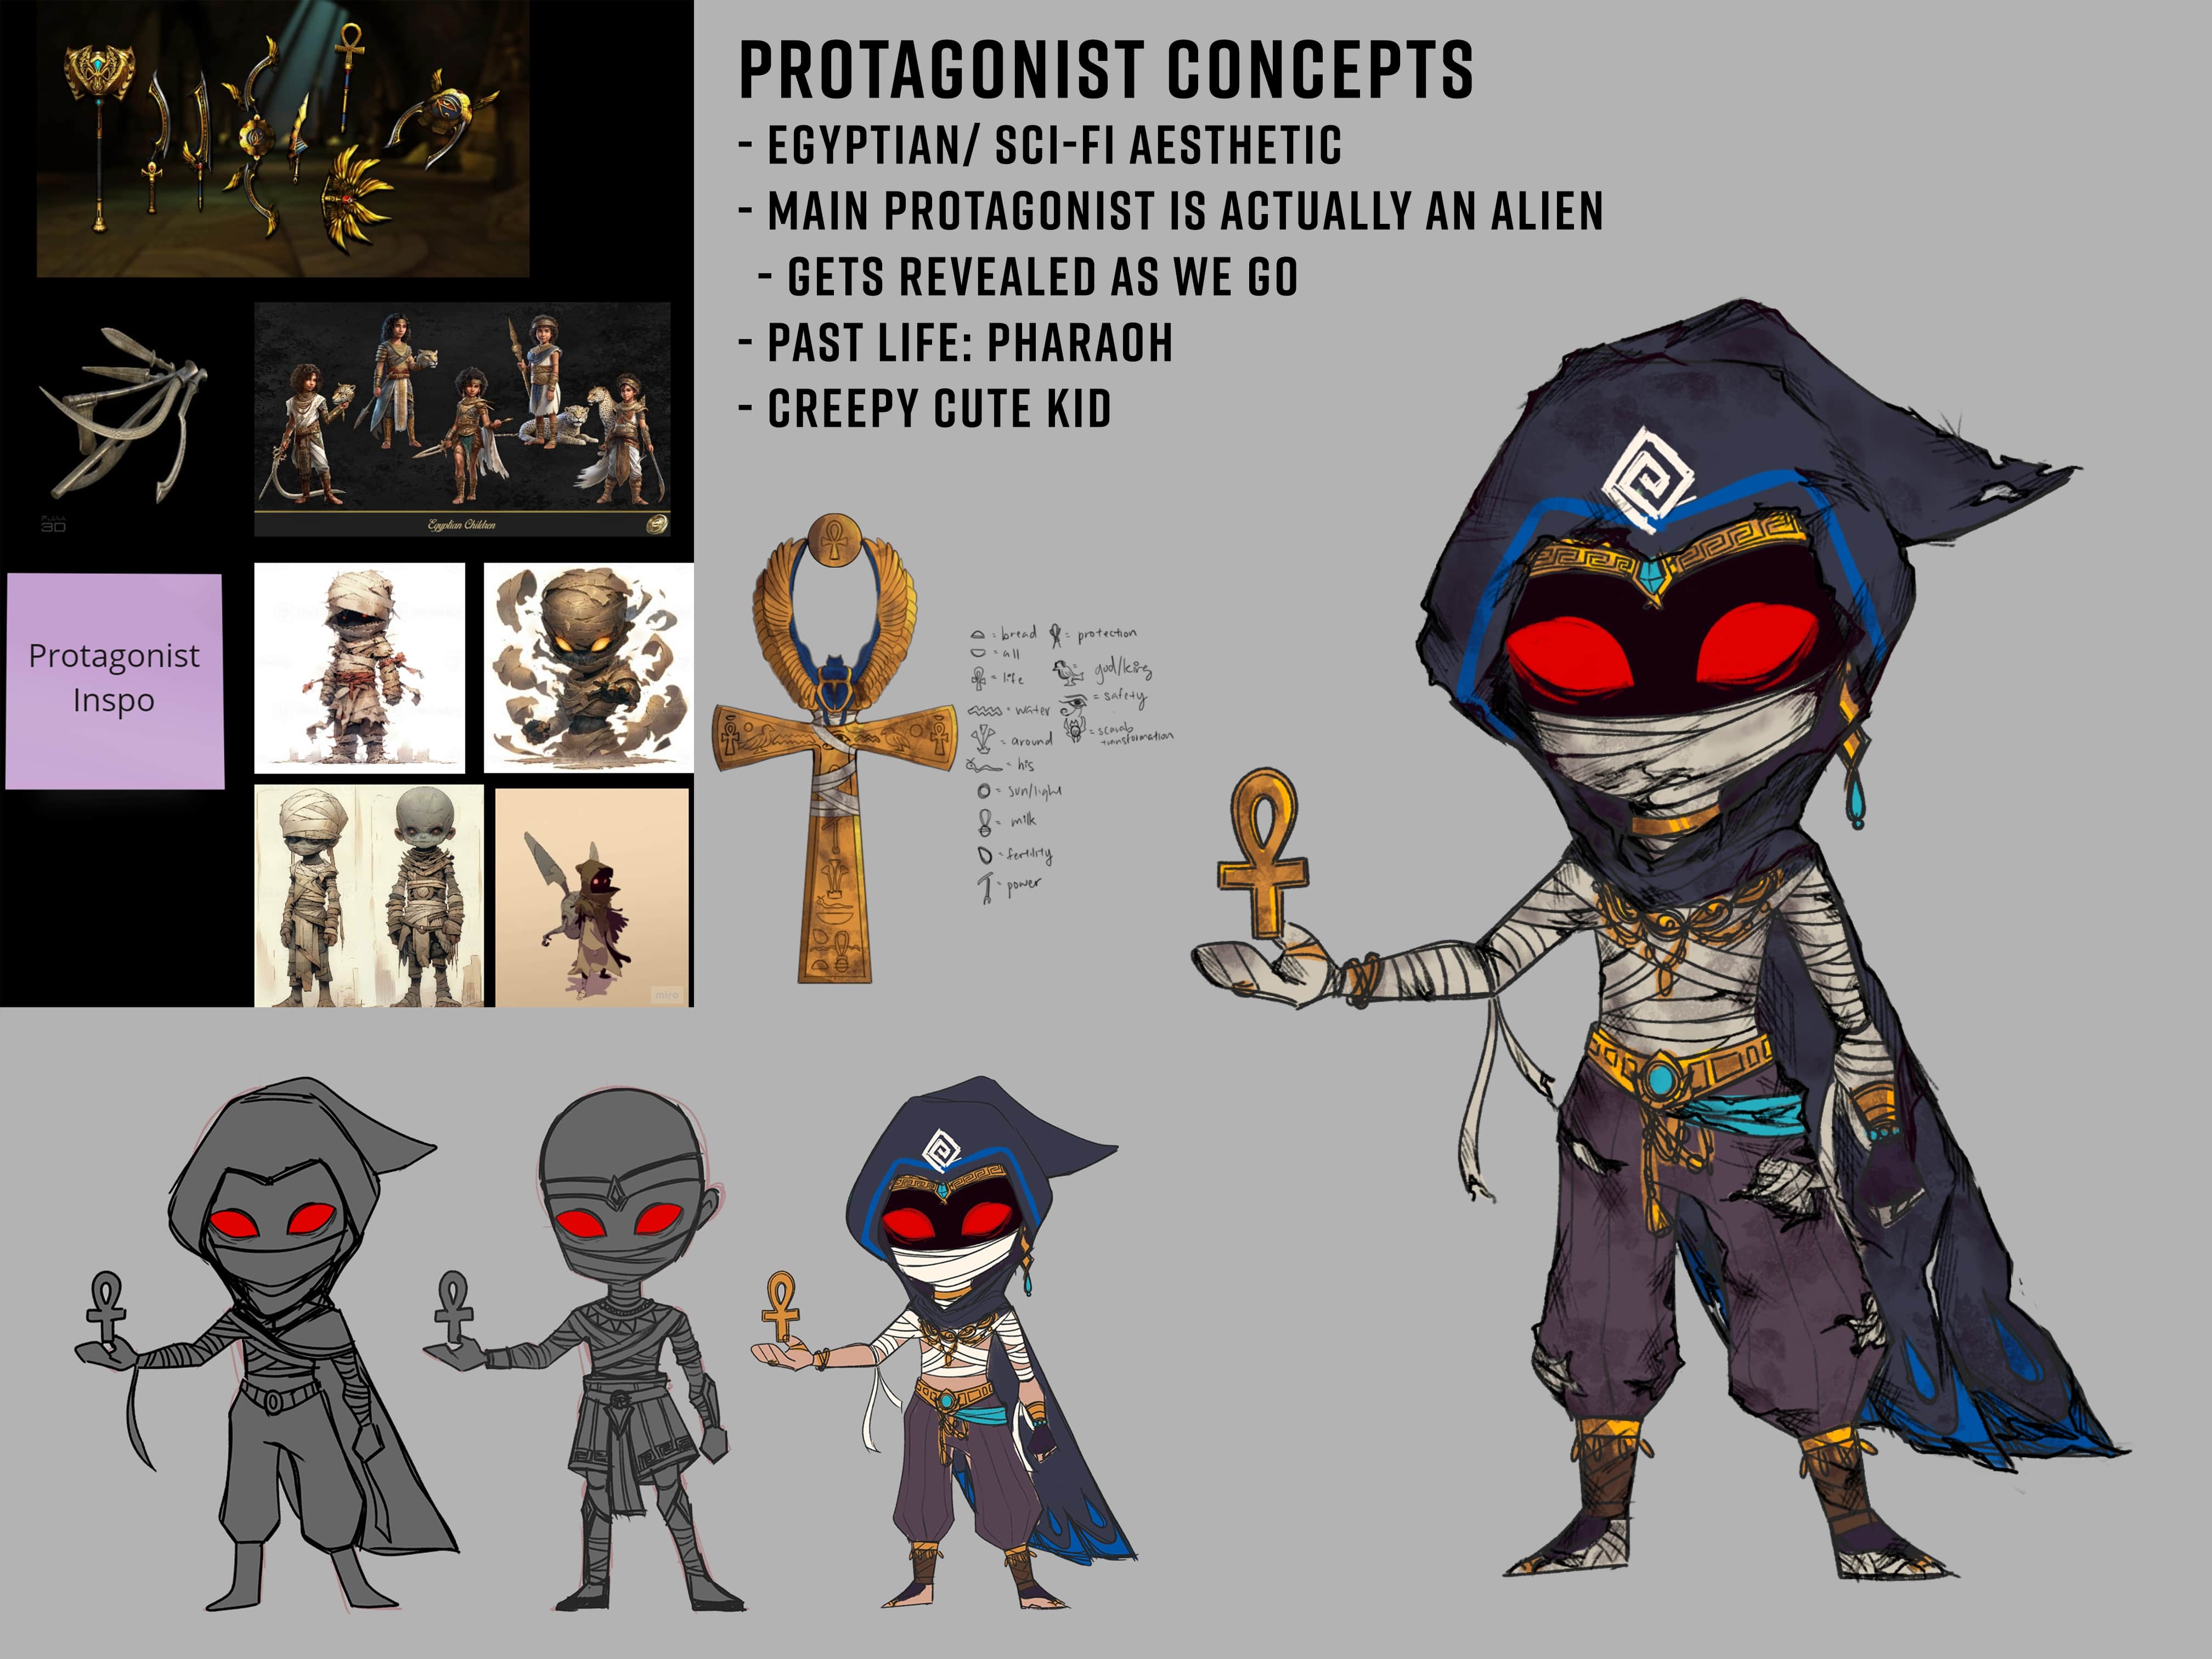 PROTAGONIST CONCEPTS
- EGYPTIAN/ SCI-FI AESTHETIC
- MAIN PROTAGONIST IS ACTUALLY AN ALIEN
- GETS REVEALED AS WE GO
- PAST LIFE: PHARAOH
- CREEPY CUTE KID
3D
Egyptian Children
Protagonist
Inspo
miro
= bread
= protection
= all
= life
= god/king
= water
= safety
= around
= scarab
transformation
= his
= sun/light
= milk
= fertility
= power